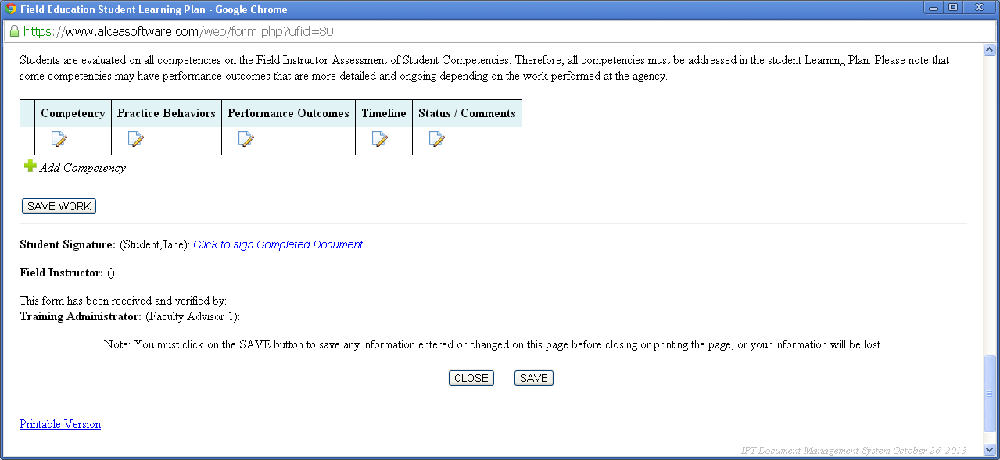 Field Education Student Learning Plan - Google Chrome
https://www.alceasoftware.com/web/form.php?ufid=80
Students are evaluated on all competencies on the Field Instructor Assessment of Student Competencies. Therefore, all competencies must be addressed in the student Learning Plan. Please note that
some competencies may have performance outcomes that are more detailed and ongoing depending on the work performed at the agency.
Competency Practice Behaviors Performance Outcomes Timeline Status / Comments
Add Competency
SAVE WORK
Student Signature: (Student,Jane): Click to sign Completed Document
Field Instructor: ():
This form has been received and verified by:
Training Administrator: (Faculty Advisor 1):
Note: You must click on the SAVE button to save any information entered or changed on this page before closing or printing the page, or your information will be lost.
CLOSE SAVE
Printable Version
IPT Document Management System October 26, 2013